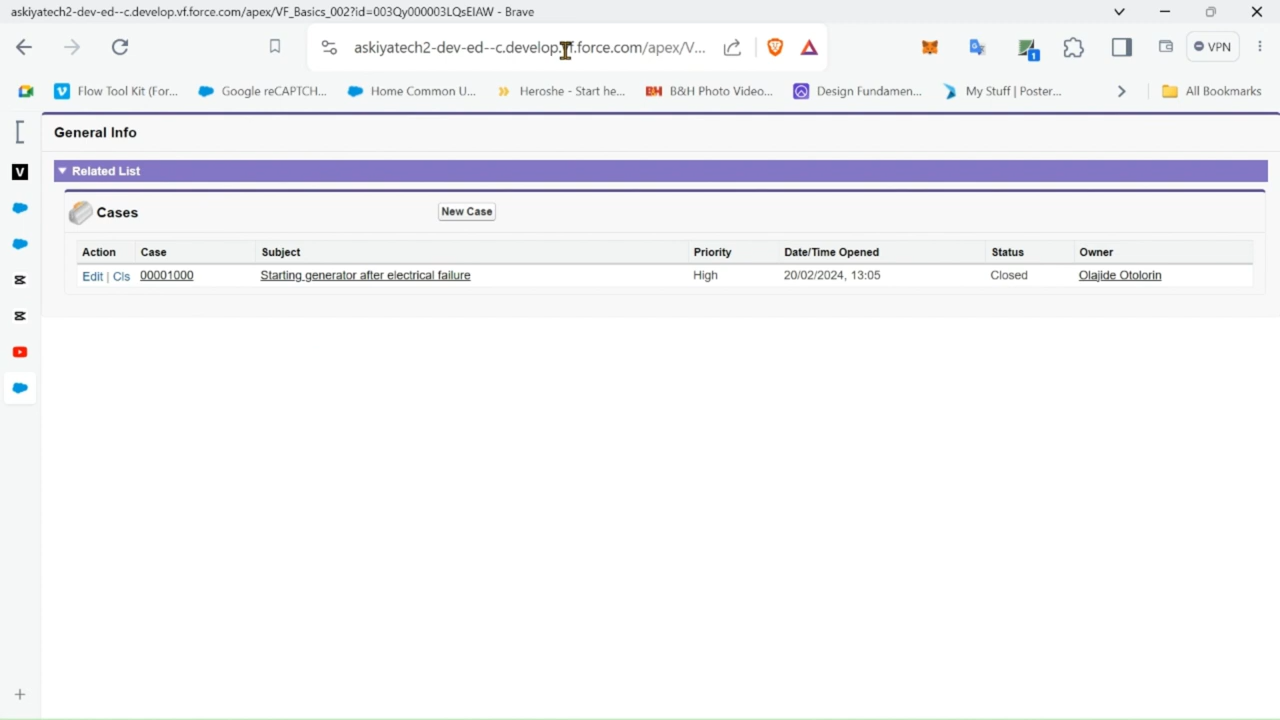 askiyatech2-dev-ed--c.develop.vf.force.com/apex/VF_Basics_002?id=003Qy000003LQsEIAW - Brave
askiyatech2-dev-ed--c.develop.vf.force.com/apex/V... 1 VPN
Flow Tool Kit (For... Google reCAPTCH... Home Common U... Heroshe - Start he... BH B&H Photo Video... Design Fundamen... My Stuff | Poster... All Bookmarks
General Info
Related List
Cases New Case
Action Case Subject Priority Date/Time Opened Status Owner
Edit | Cls 00001000 Starting generator after electrical failure High 20/02/2024, 13:05 Closed Olajide Otolorin